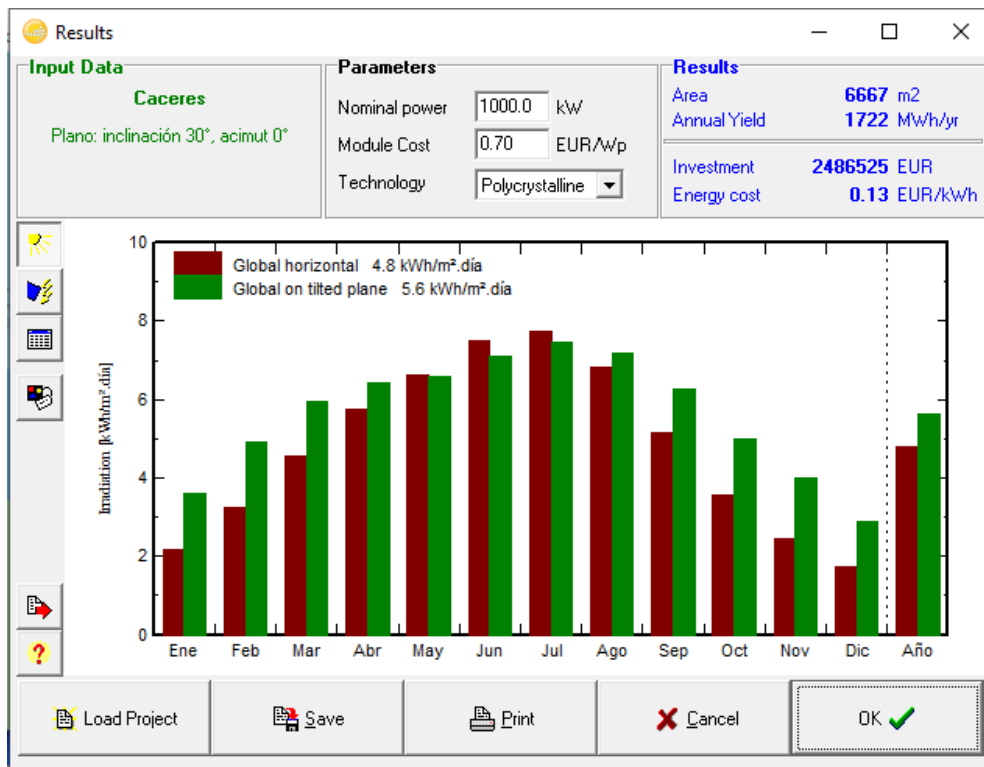 Results
Input Data
Caceres
Plano: inclinación 30°, acimut 0°
Parameters
Nominal power 1000.0 kW
Module Cost 0.70 EUR/Wp
Technology Polycrystalline
Results
Area 6667 m2
Annual Yield 1722 MWh/yr
Investment 2486525 EUR
Energy cost 0.13 EUR/kWh
Global horizontal 4.8 kWh/m².día
Global on tilted plane 5.6 kWh/m².día
Irradiation [kWh/m².día]
10
8
6
4
2
0
Ene Feb Mar Abr May Jun Jul Ago Sep Oct Nov Dic Año
?
Load Project Save Print Cancel OK